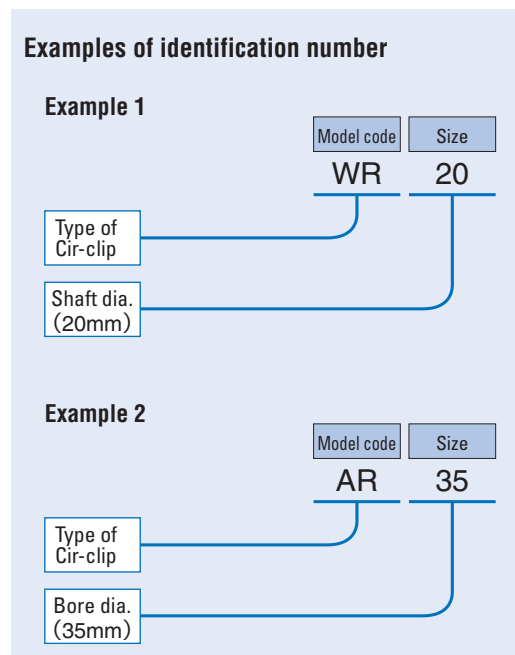 Examples of identification number
Example 1
Model code Size
WR 20
Type of
Cir-clip
Shaft dia.
(20mm)
Example 2
Model code Size
AR 35
Type of
Cir-clip
Bore dia.
(35mm)